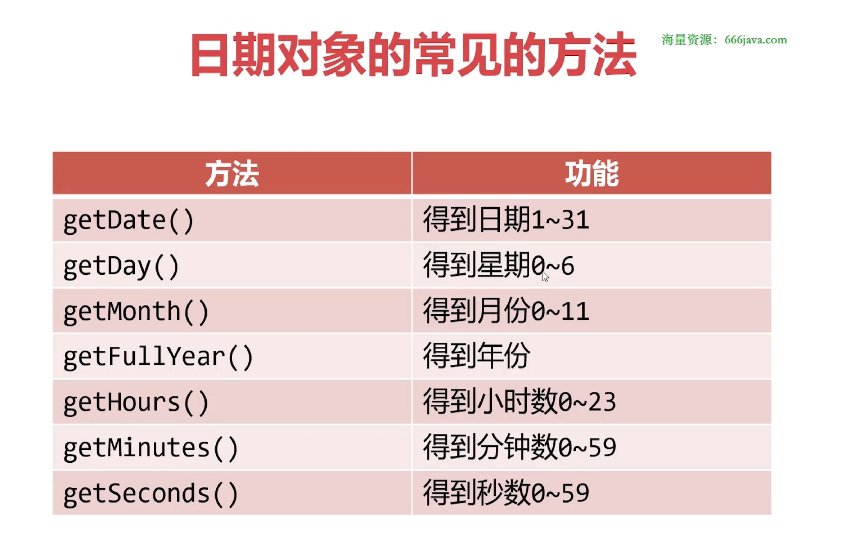 日期对象的常见的方法
海量资源：666java.com
方法 功能
getDate() 得到日期1~31
getDay() 得到星期0~6
getMonth() 得到月份0~11
getFullYear() 得到年份
getHours() 得到小时数0~23
getMinutes() 得到分钟数0~59
getSeconds() 得到秒数0~59